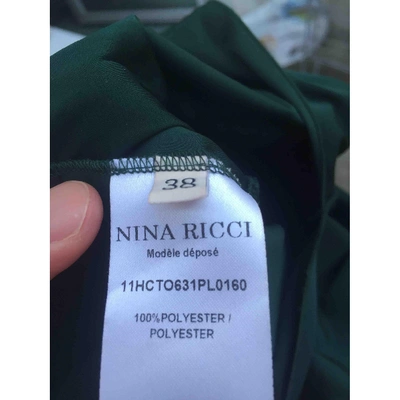 38
NINA RICCI
Modèle déposé
11HCTO631PL0160
100%POLYESTER /
POLYESTER